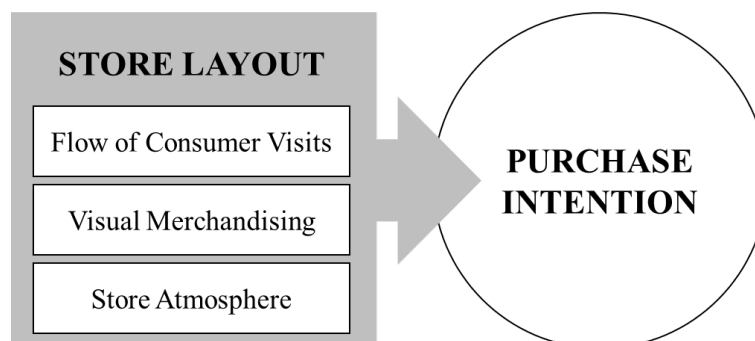 STORE LAYOUT
Flow of Consumer Visits
Visual Merchandising
Store Atmosphere
PURCHASE
INTENTION